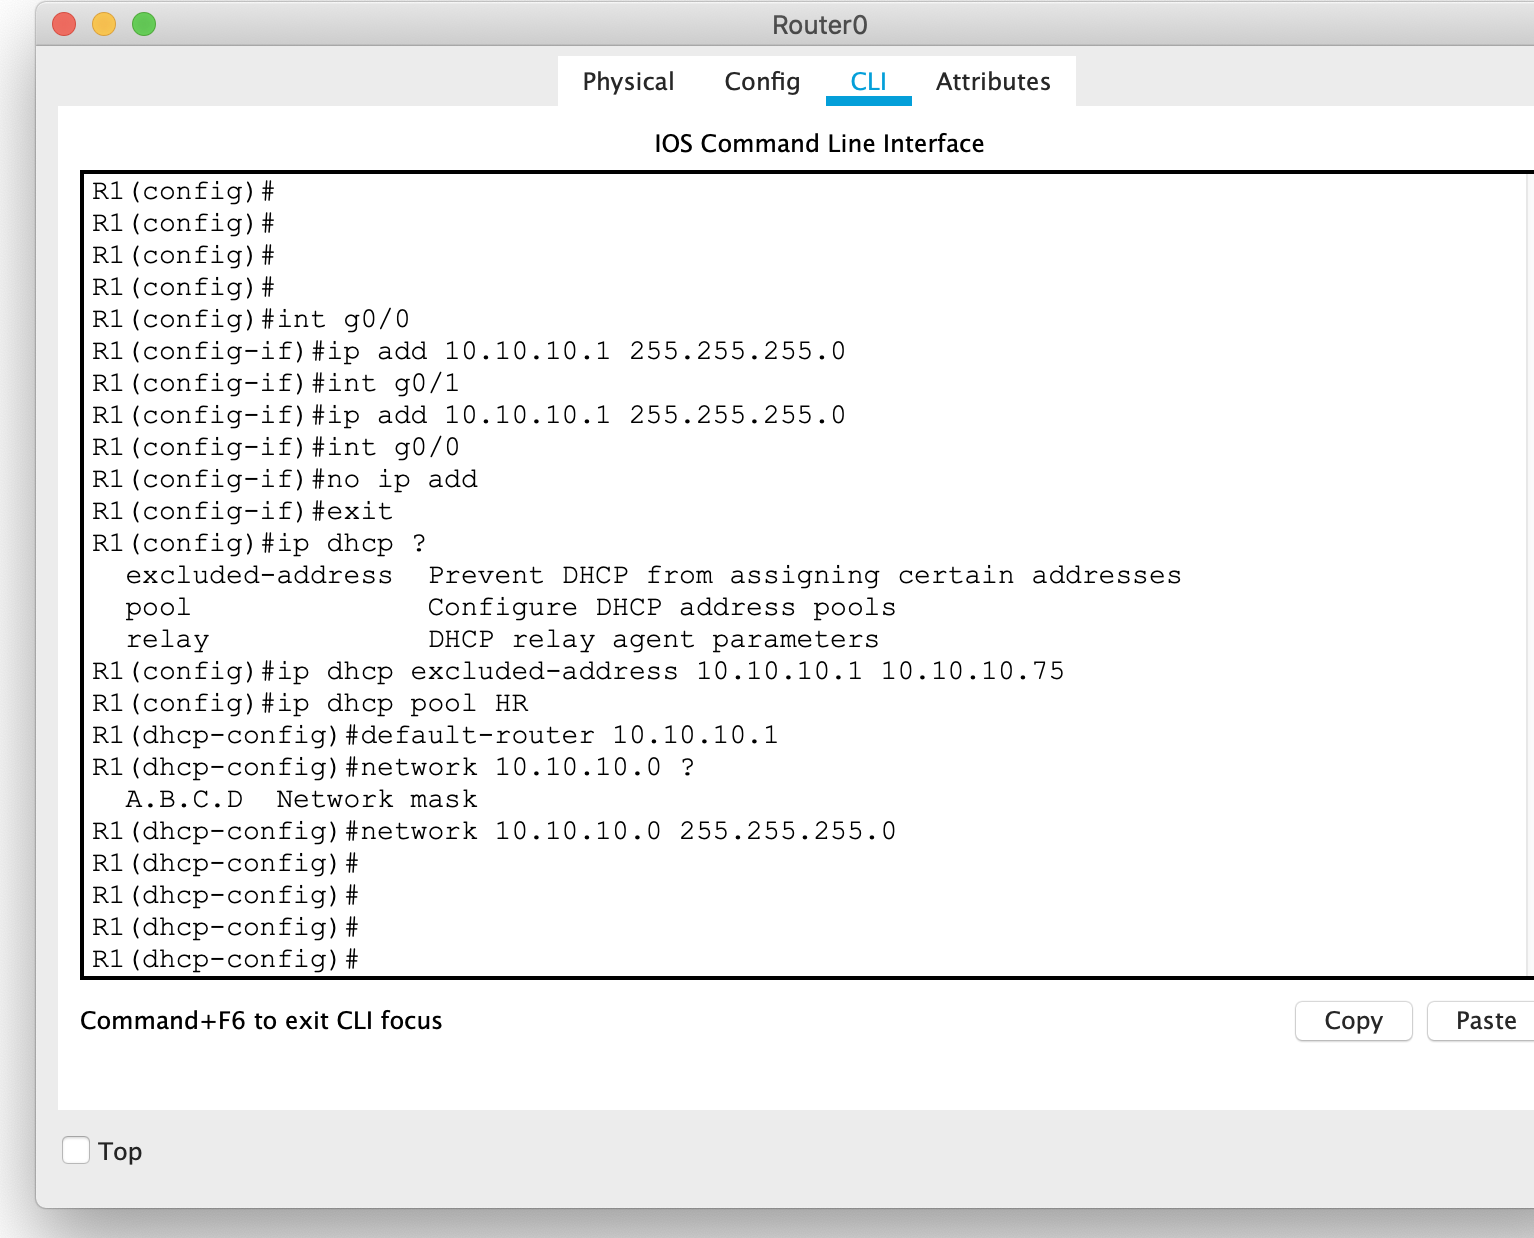 Router0
Physical Config CLI Attributes
IOS Command Line Interface
R1(config)#
R1(config)#
R1(config)#
R1(config)#
R1(config)#int g0/0
R1(config-if)#ip add 10.10.10.1 255.255.255.0
R1(config-if)#int g0/1
R1(config-if)#ip add 10.10.10.1 255.255.255.0
R1(config-if)#int g0/0
R1(config-if)#no ip add
R1(config-if)#exit
R1(config)#ip dhcp ?
  excluded-address  Prevent DHCP from assigning certain addresses
  pool              Configure DHCP address pools
  relay             DHCP relay agent parameters
R1(config)#ip dhcp excluded-address 10.10.10.1 10.10.10.75
R1(config)#ip dhcp pool HR
R1(dhcp-config)#default-router 10.10.10.1
R1(dhcp-config)#network 10.10.10.0 ?
  A.B.C.D  Network mask
R1(dhcp-config)#network 10.10.10.0 255.255.255.0
R1(dhcp-config)#
R1(dhcp-config)#
R1(dhcp-config)#
R1(dhcp-config)#
Command+F6 to exit CLI focus
Copy Paste
Top